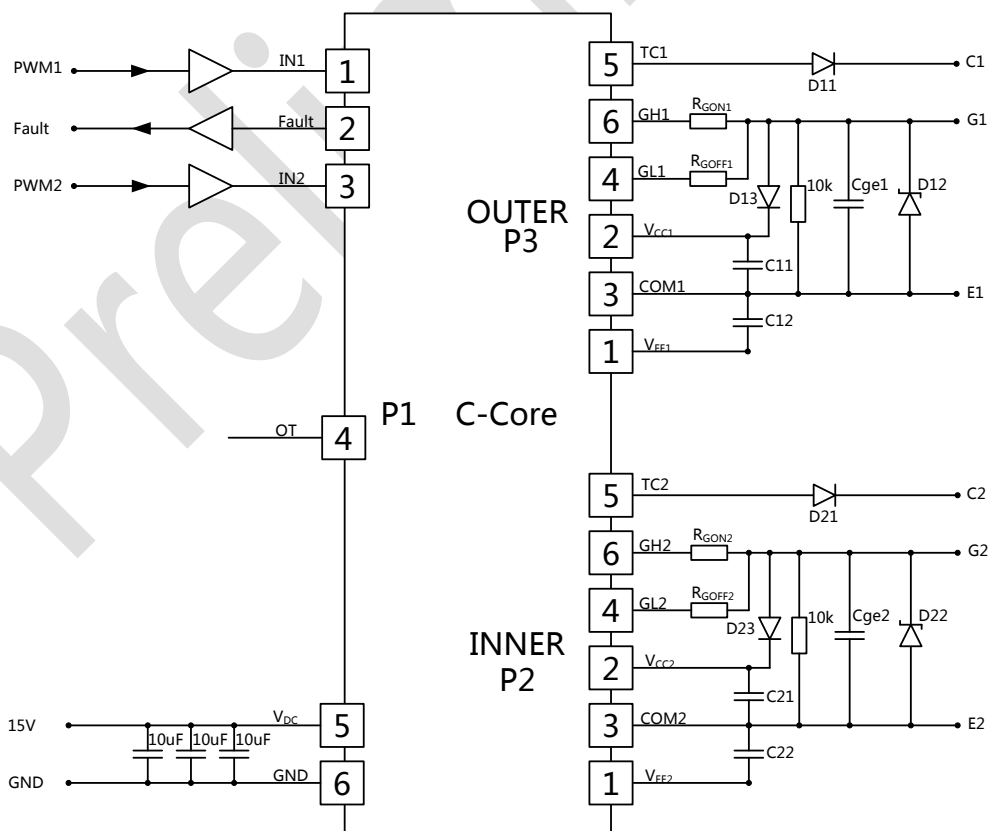 PWM1
IN1
1
Fault
Fault
2
PWM2
IN2
3
P1
C-Core
OT
4
15V
VDC
5
10uF
10uF
10uF
GND
GND
6
OUTER
P3
5
TC1
D11
C1
6
GH1
RGON1
G1
4
GL1
RGOFF1
D13
10k
Cge1
D12
2
VCC1
C11
3
COM1
E1
C12
1
VEE1
INNER
P2
5
TC2
D21
C2
6
GH2
RGON2
G2
4
GL2
RGOFF2
D23
10k
Cge2
D22
2
VCC2
C21
3
COM2
E2
C22
1
VEE2